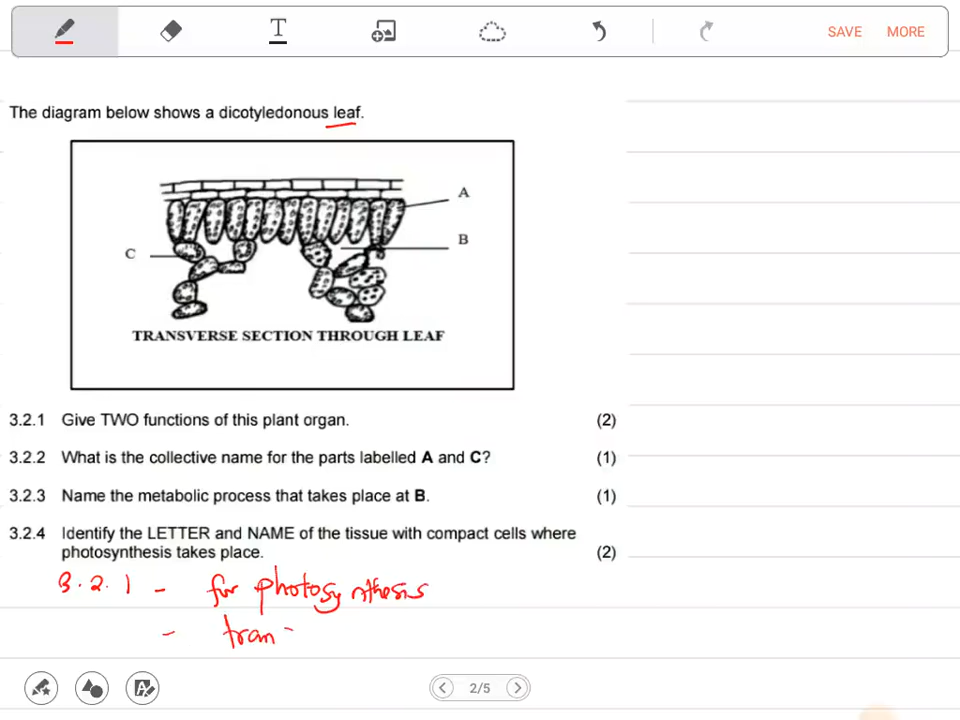 T
SAVE
MORE
The diagram below shows a dicotyledonous leaf.
A
B
C
TRANSVERSE SECTION THROUGH LEAF
3.2.1 Give TWO functions of this plant organ. (2)
3.2.2 What is the collective name for the parts labelled A and C? (1)
3.2.3 Name the metabolic process that takes place at B. (1)
3.2.4 Identify the LETTER and NAME of the tissue with compact cells where
photosynthesis takes place. (2)
3.2.1 - for photosynthesis
- tran
2/5